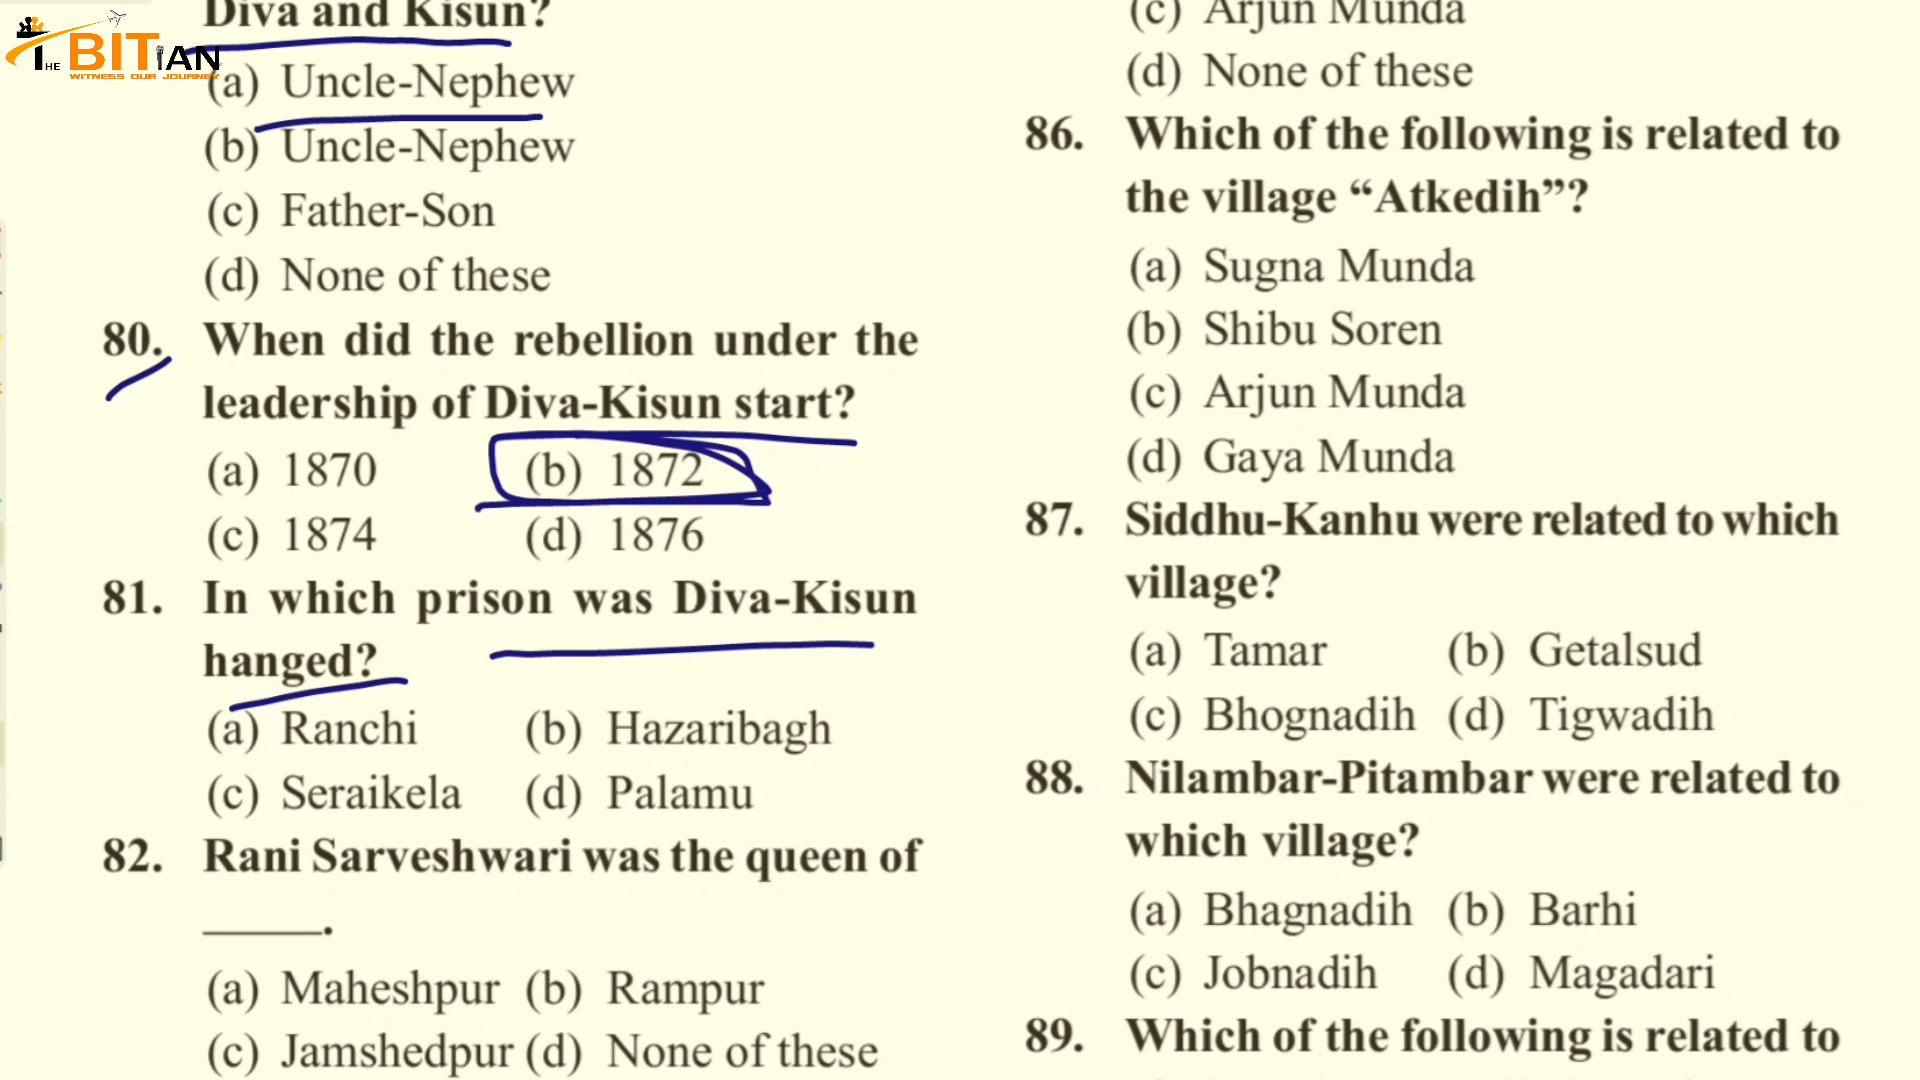 THE BITIAN
WITNESS OUR JOURNEY
Diva and Kisun?
(a) Uncle-Nephew
(b) Uncle-Nephew
(c) Father-Son
(d) None of these
80. When did the rebellion under the
leadership of Diva-Kisun start?
(a) 1870 (b) 1872
(c) 1874 (d) 1876
81. In which prison was Diva-Kisun
hanged?
(a) Ranchi (b) Hazaribagh
(c) Seraikela (d) Palamu
82. Rani Sarveshwari was the queen of
______.
(a) Maheshpur (b) Rampur
(c) Jamshedpur (d) None of these
(c) Arjun Munda
(d) None of these
86. Which of the following is related to
the village “Atkedih”?
(a) Sugna Munda
(b) Shibu Soren
(c) Arjun Munda
(d) Gaya Munda
87. Siddhu-Kanhu were related to which
village?
(a) Tamar (b) Getalsud
(c) Bhognadih (d) Tigwadih
88. Nilambar-Pitambar were related to
which village?
(a) Bhagnadih (b) Barhi
(c) Jobnadih (d) Magadari
89. Which of the following is related to